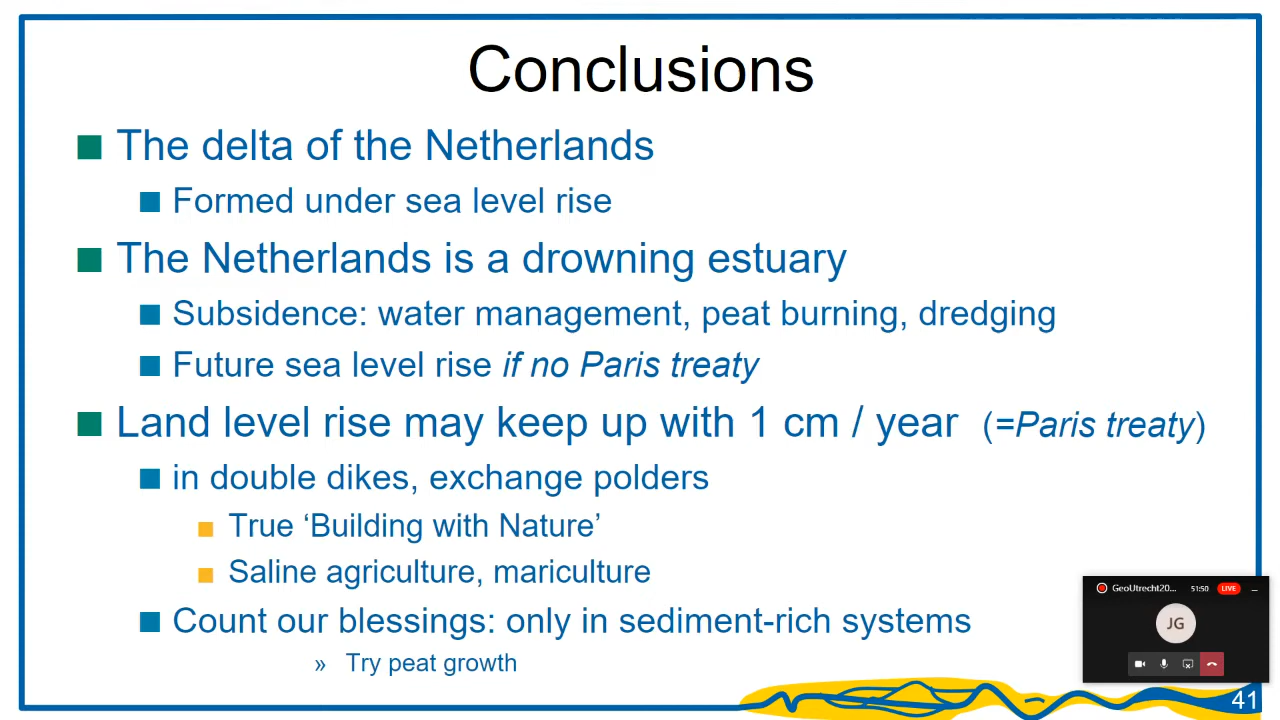 Conclusions
The delta of the Netherlands
Formed under sea level rise
The Netherlands is a drowning estuary
Subsidence: water management, peat burning, dredging
Future sea level rise if no Paris treaty
Land level rise may keep up with 1 cm / year (=Paris treaty)
in double dikes, exchange polders
True ‘Building with Nature’
Saline agriculture, mariculture
Count our blessings: only in sediment-rich systems
» Try peat growth
GeoUtrecht20... 51:50 LIVE
JG
41